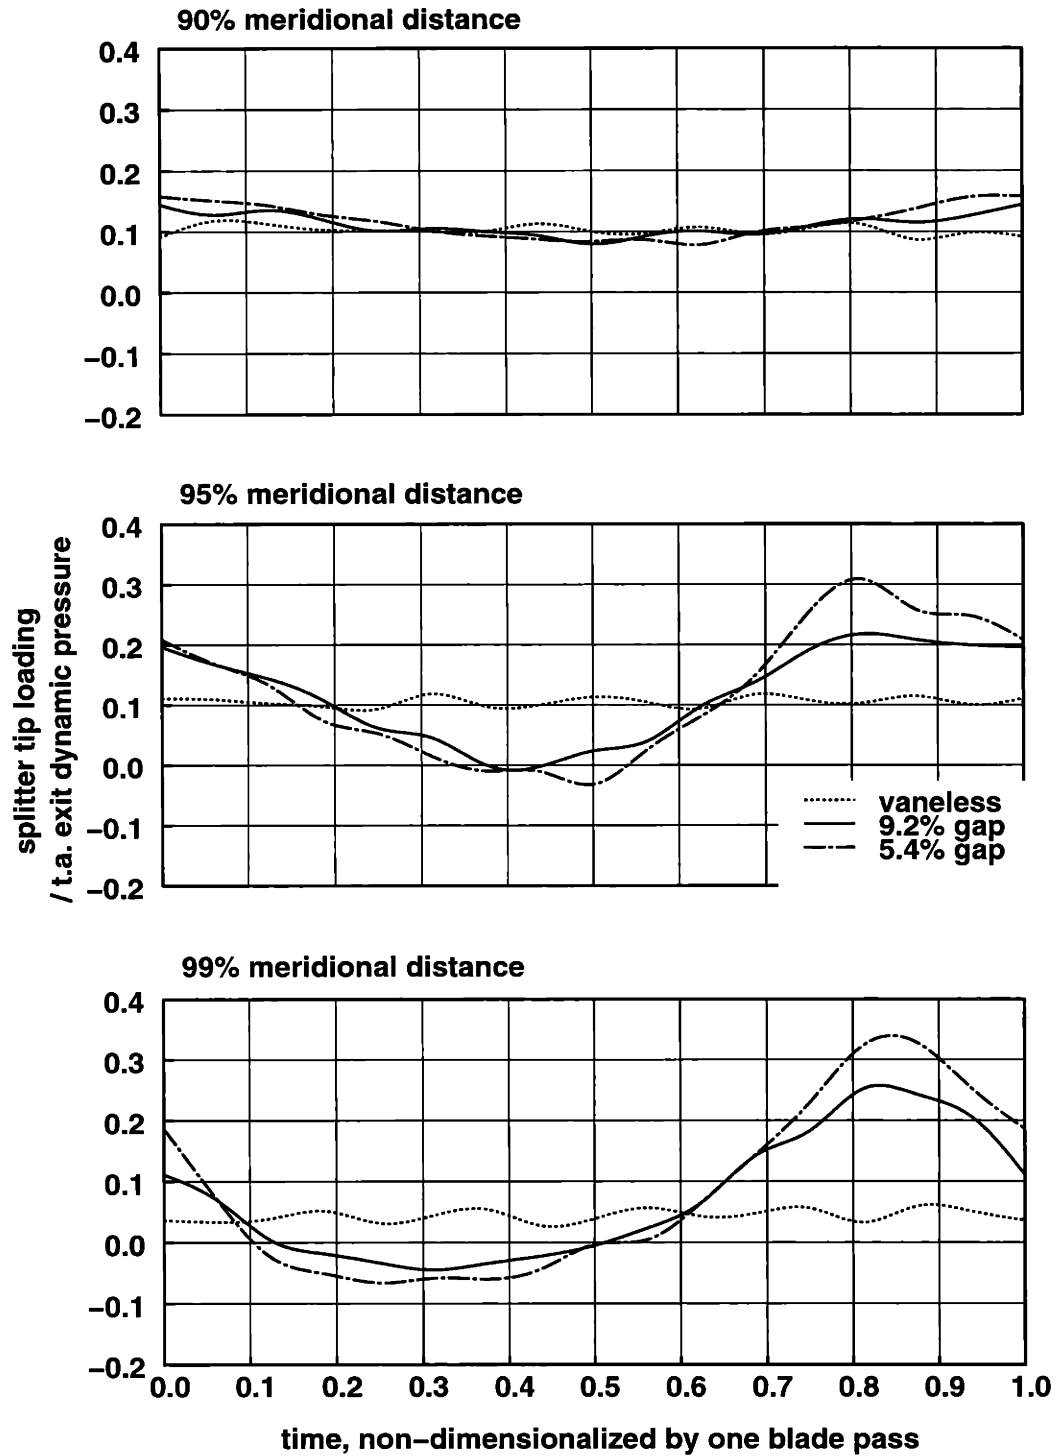 90% meridional distance
0.4
0.3
0.2
0.1
0.0
−0.1
−0.2
95% meridional distance
0.4
0.3
0.2
0.1
0.0
−0.1
−0.2
splitter tip loading
/ t.a. exit dynamic pressure
vaneless
9.2% gap
5.4% gap
99% meridional distance
0.4
0.3
0.2
0.1
0.0
−0.1
−0.2
0.0 0.1 0.2 0.3 0.4 0.5 0.6 0.7 0.8 0.9 1.0
time, non−dimensionalized by one blade pass